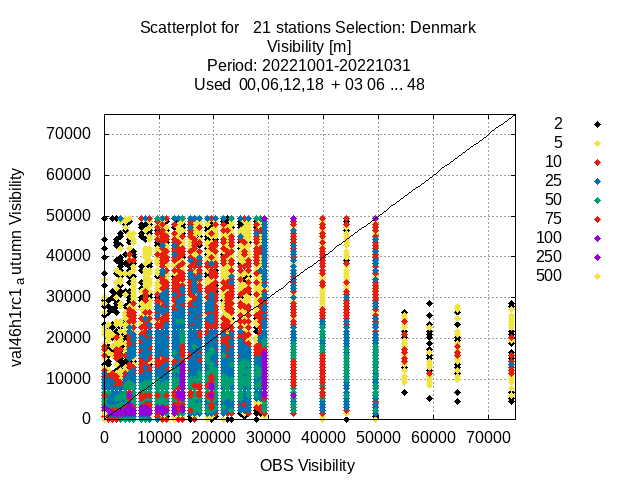 Scatterplot for 21 stations Selection: Denmark
Visibility [m]
Period: 20221001-20221031
Used 00,06,12,18 + 03 06 ... 48
val46h1rc1 a utumn Visibility
70000
60000
50000
40000
30000
20000
10000
0
0 10000 20000 30000 40000 50000 60000 70000
OBS Visibility
2
5
10
25
50
75
100
250
500